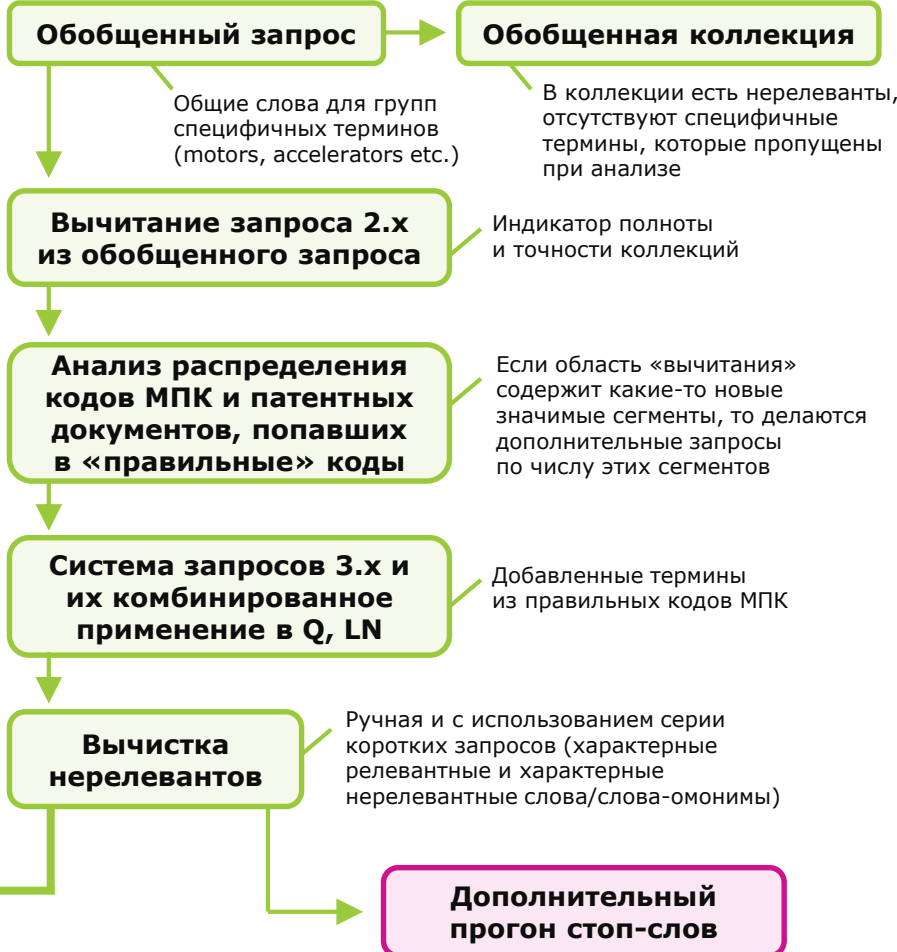 Обобщенный запрос
Обобщенная коллекция
Общие слова для групп
специфичных терминов
(motors, accelerators etc.)
В коллекции есть нерелеванты,
отсутствуют специфичные
термины, которые пропущены
при анализе
Вычитание запроса 2.x
из обобщенного запроса
Индикатор полноты
и точности коллекций
Анализ распределения
кодов МПК и патентных
документов, попавших
в «правильные» коды
Если область «вычитания»
содержит какие-то новые
значимые сегменты, то делаются
дополнительные запросы
по числу этих сегментов
Система запросов 3.x и
их комбинированное
применение в Q, LN
Добавленные термины
из правильных кодов МПК
Вычистка
нерелевантов
Ручная и с использованием серии
коротких запросов (характерные
релевантные и характерные
нерелевантные слова/слова-омонимы)
Дополнительный
прогон стоп-слов